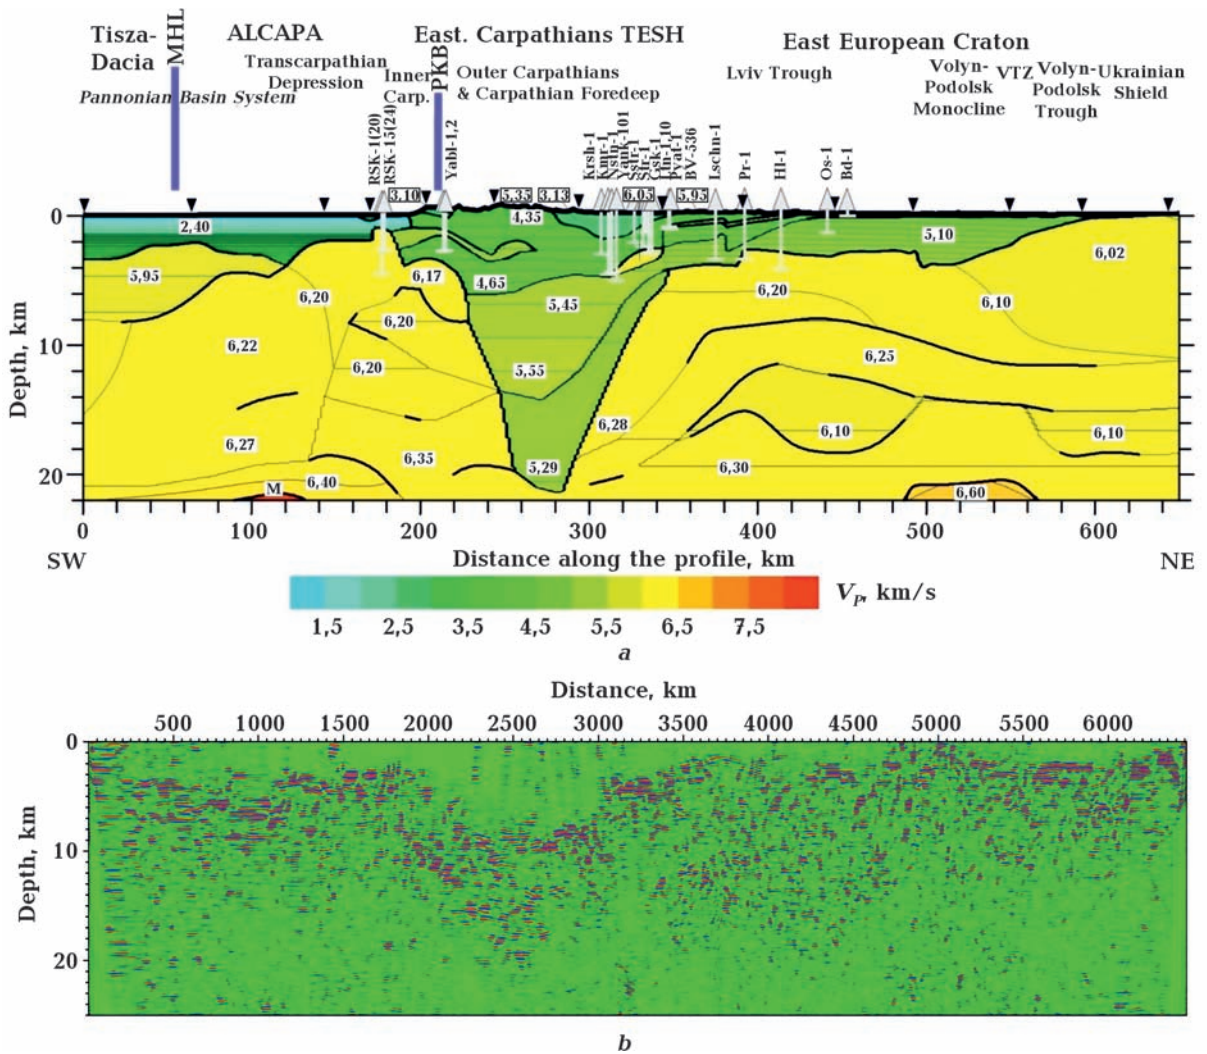 Tisza-
Dacia
MHL
ALCAPA
East. Carpathians TESH
East European Craton
Transcarpathian
Depression
Pannonian Basin System
Inner
Carp.
PKB
Outer Carpathians
& Carpathian Foredeep
Lviv Trough
Volyn-
Podolsk
Monocline
VTZ
Volyn-
Podolsk
Trough
Ukrainian
Shield
RSK-1(20)
RSK-15(24)
Yabl-1,2
Krsh-1
Yank-101
BV-536
Lschn-1
Pr-1
Hl-1
Os-1
Bd-1
3,10
5,35
3,13
6,05
5,95
0
10
20
Depth, km
2,40
4,35
5,10
5,95
6,17
4,65
6,02
6,20
5,45
6,20
6,10
6,20
6,22
6,25
6,20
5,55
6,28
6,10
6,10
6,27
6,35
5,29
6,30
6,40
M
6,60
0 100 200 300 400 500 600
SW
Distance along the profile, km
NE
1,5 2,5 3,5 4,5 5,5 6,5 7,5
VP, km/s
a
Distance, km
500 1000 1500 2000 2500 3000 3500 4000 4500 5000 5500 6000
0
10
20
Depth, km
b